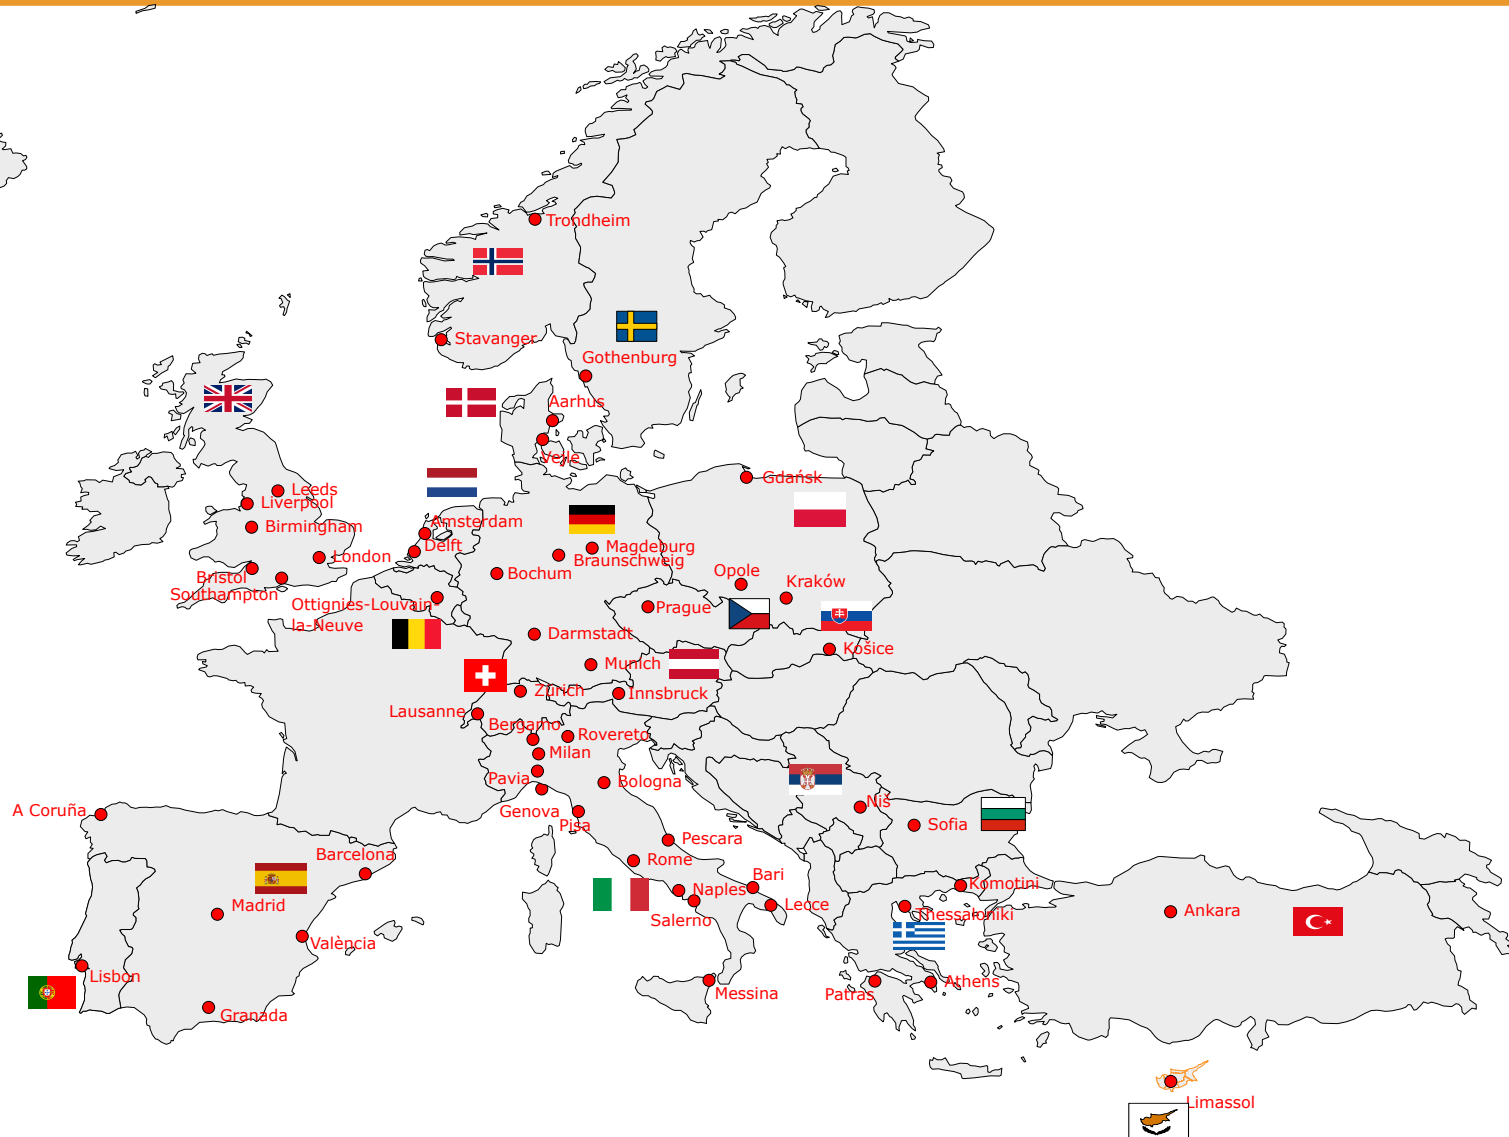 Trondheim
Stavanger
Gothenburg
Aarhus
Vejle
Gdańsk
Leeds
Liverpool
Birmingham
London
Bristol
Southampton
Amsterdam
Delft
Magdeburg
Braunschweig
Bochum
Opole
Kraków
Prague
Ottignies-Louvain-
la-Neuve
Darmstadt
Košice
Munich
Zürich
Innsbruck
Lausanne
Bergamo
Rovereto
Milan
Pavia
Bologna
Genova
Pisa
Niš
Sofia
A Coruña
Pescara
Barcelona
Rome
Bari
Naples
Komotini
Madrid
Lecce
Salerno
Thessaloniki
Ankara
València
Lisbon
Messina
Patras
Athens
Granada
Limassol